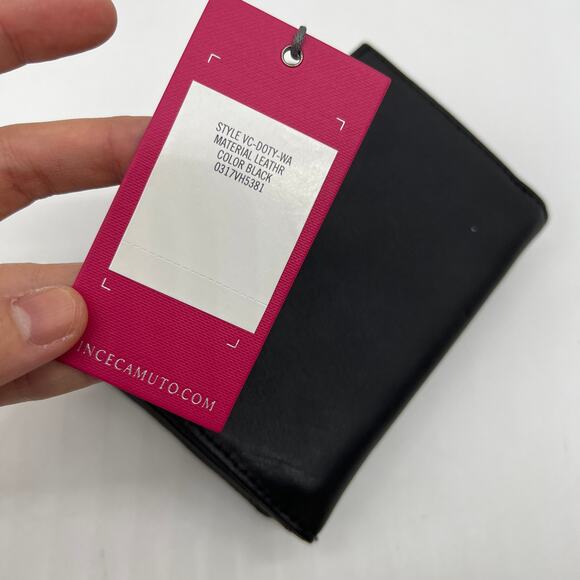 STYLE VC-DOTY-WA
MATERIAL LEATHR
COLOR BLACK
0317VH5381
INCECAMUTO.COM